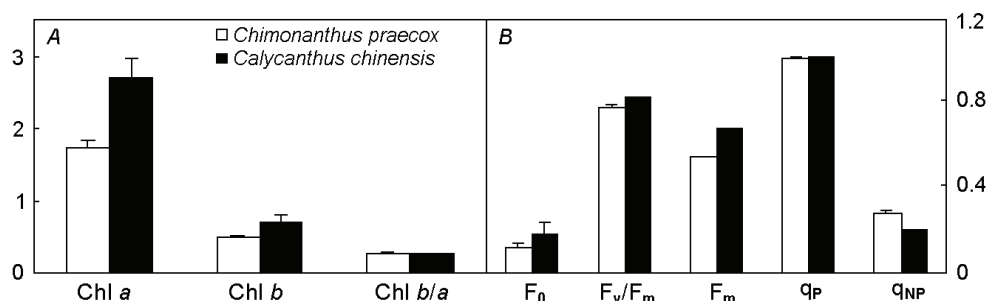 A
B
Chimonanthus praecox
Calycanthus chinensis
3
2
1
0
1.2
0.8
0.4
0
Chl a
Chl b
Chl b/a
F0
Fv/Fm
Fm
qP
qNP